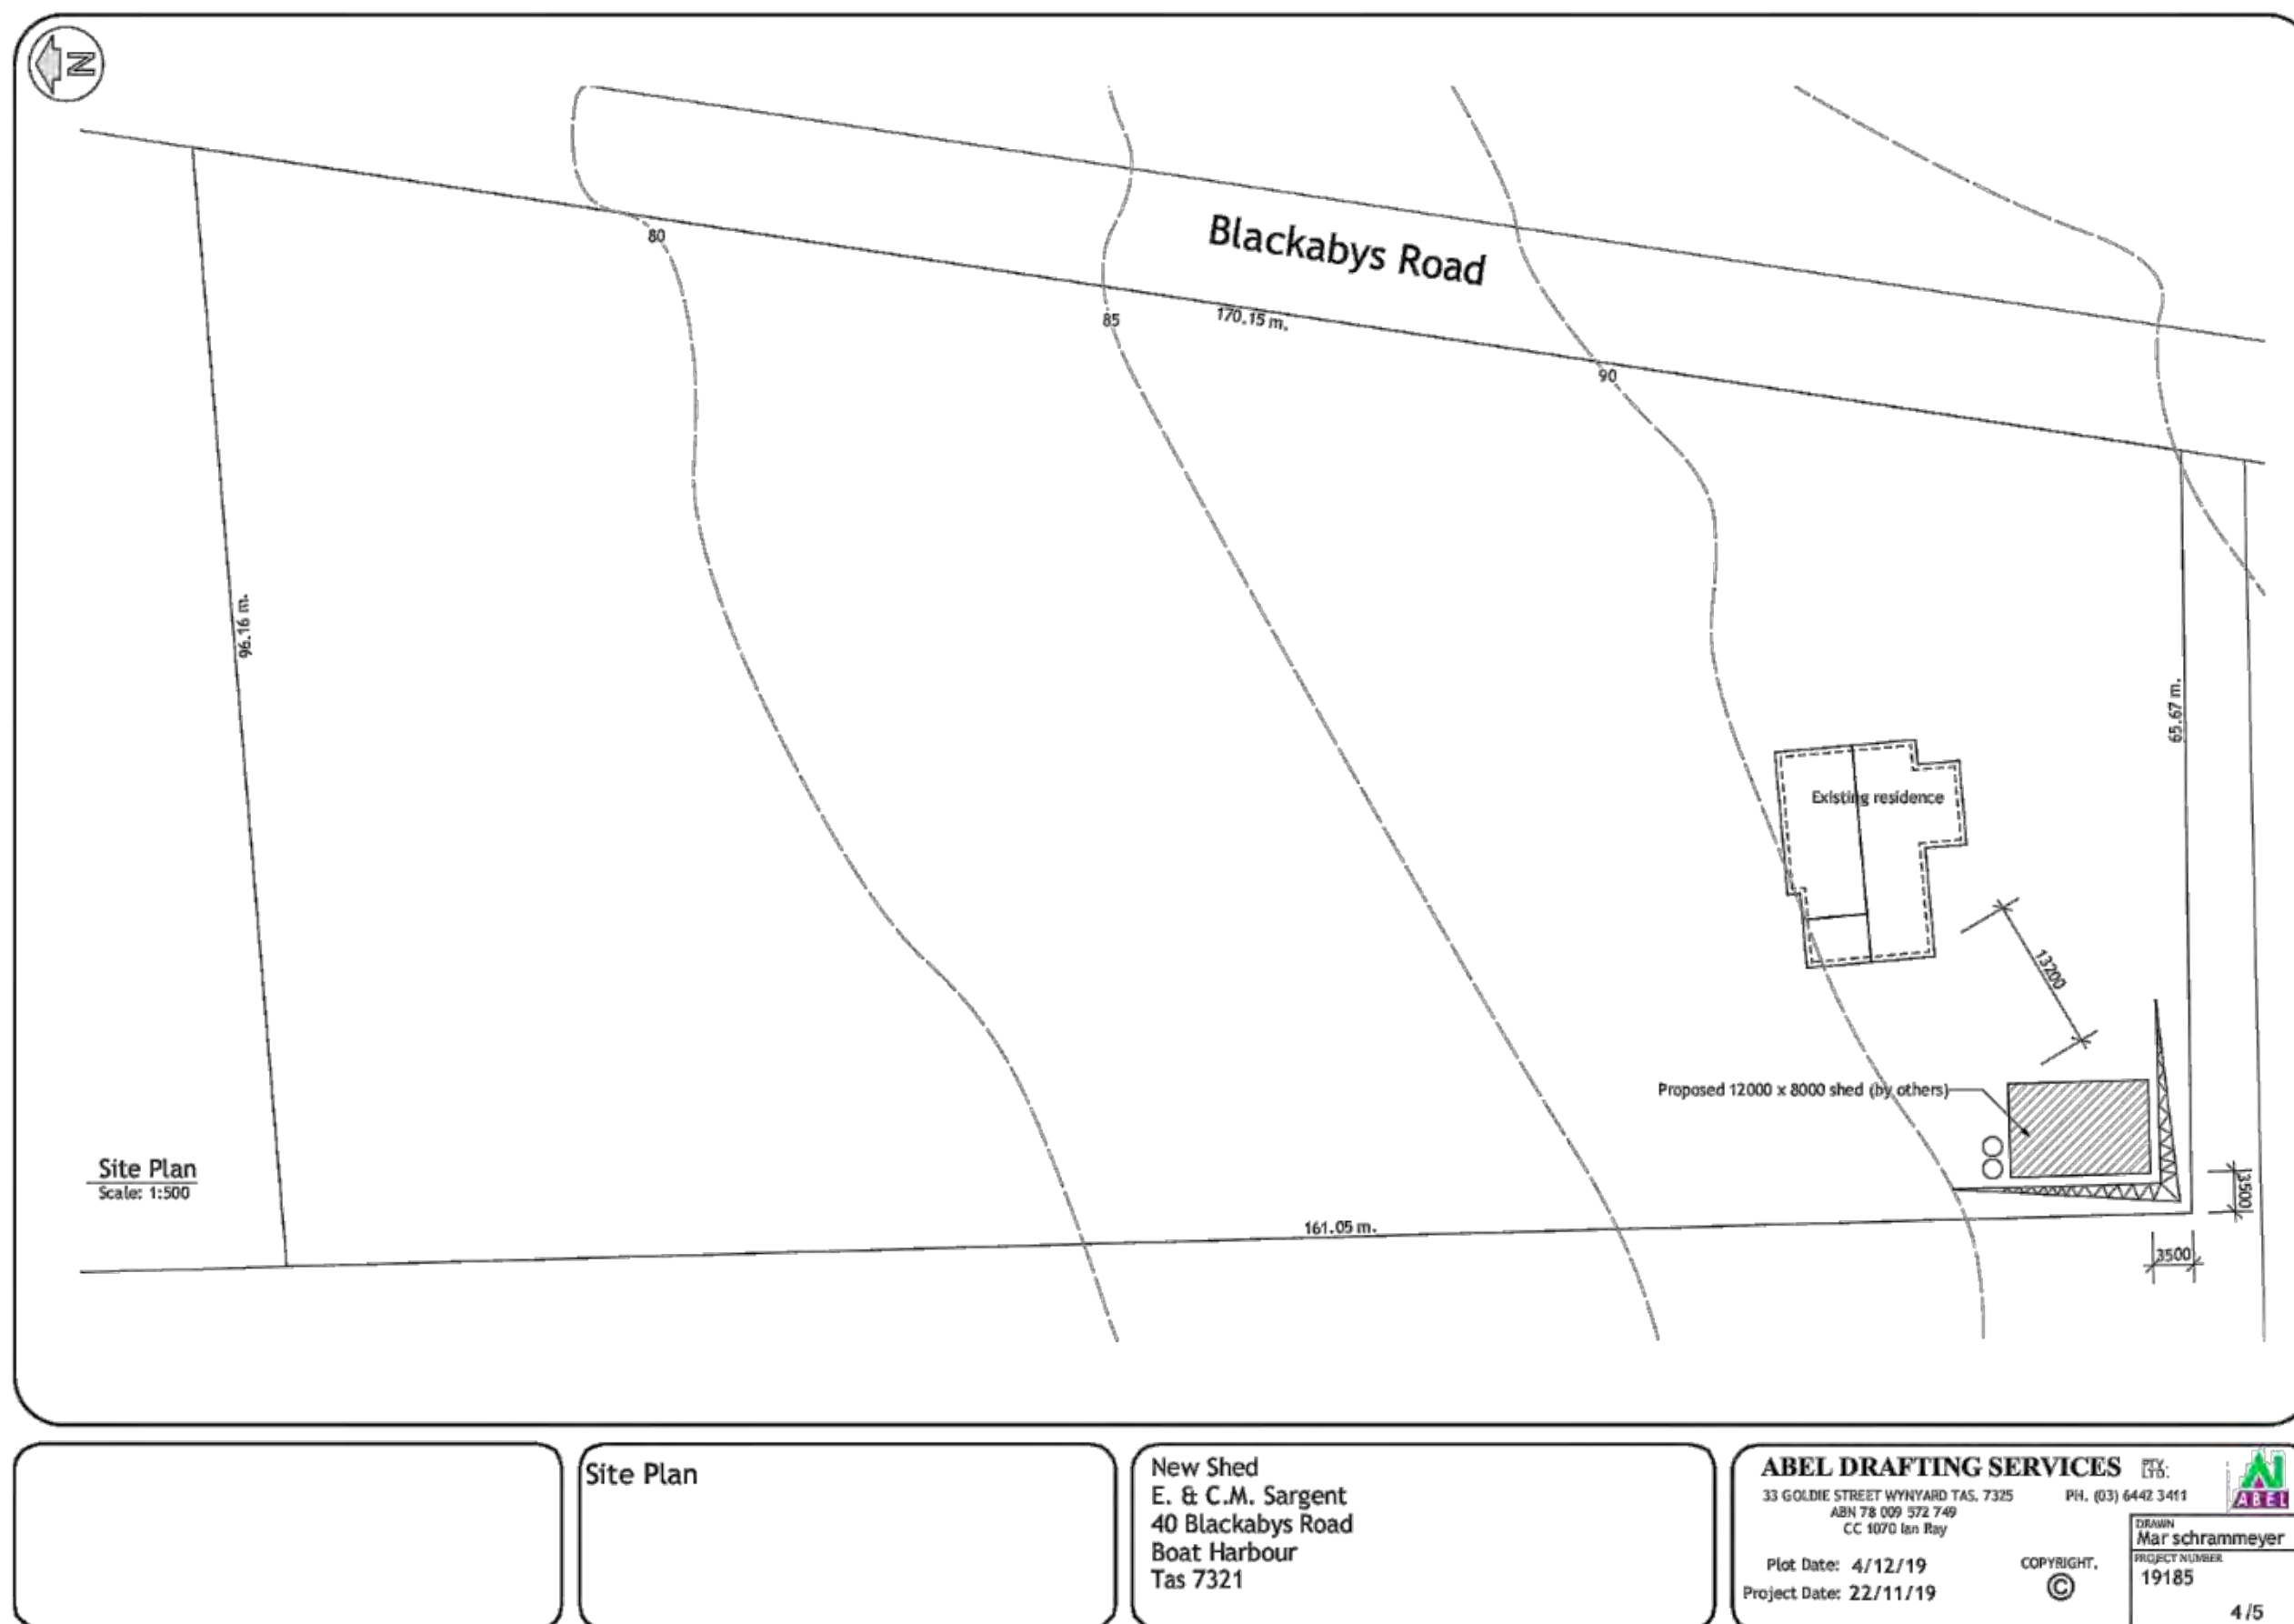 N
Blackabys Road
80
85
170.15 m.
90
96.16 m.
65.67 m.
Existing residence
13200
Proposed 12000 x 8000 shed (by others)
3500
3500
161.05 m.
Site Plan
Scale: 1:500
Site Plan
New Shed
E. & C.M. Sargent
40 Blackabys Road
Boat Harbour
Tas 7321
ABEL DRAFTING SERVICES PTY. LTD.
33 GOLDIE STREET WYNYARD TAS. 7325 PH. (03) 6442 3411
ABN 78 009 572 749
CC 1070 Ian Ray
Plot Date: 4/12/19
Project Date: 22/11/19
COPYRIGHT.
©
ABEL
DRAWN
Mar schrammeyer
PROJECT NUMBER
19185
4/5